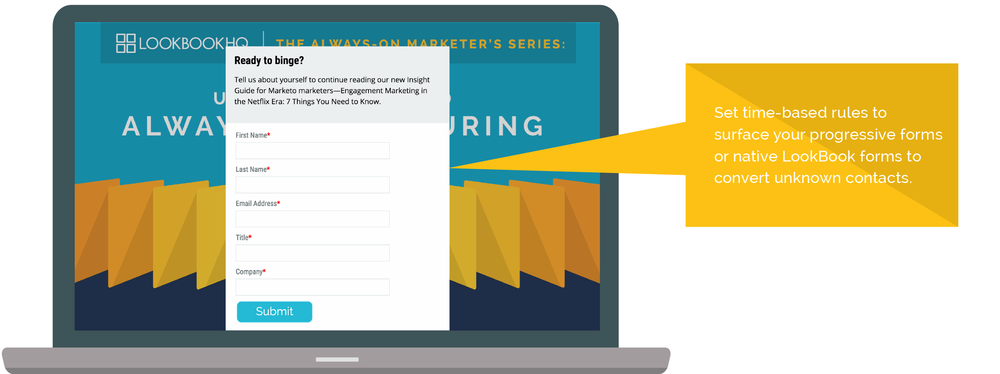 LOOKBOOKHQ
THE ALWAYS-ON MARKETER'S SERIES:
Ready to binge?
Tell us about yourself to continue reading our new Insight
Guide for Marketo marketers—Engagement Marketing in
the Netflix Era: 7 Things You Need to Know.
First Name*
Last Name*
Email Address*
Title*
Company*
Submit
Set time-based rules to
surface your progressive forms
or native LookBook forms to
convert unknown contacts.